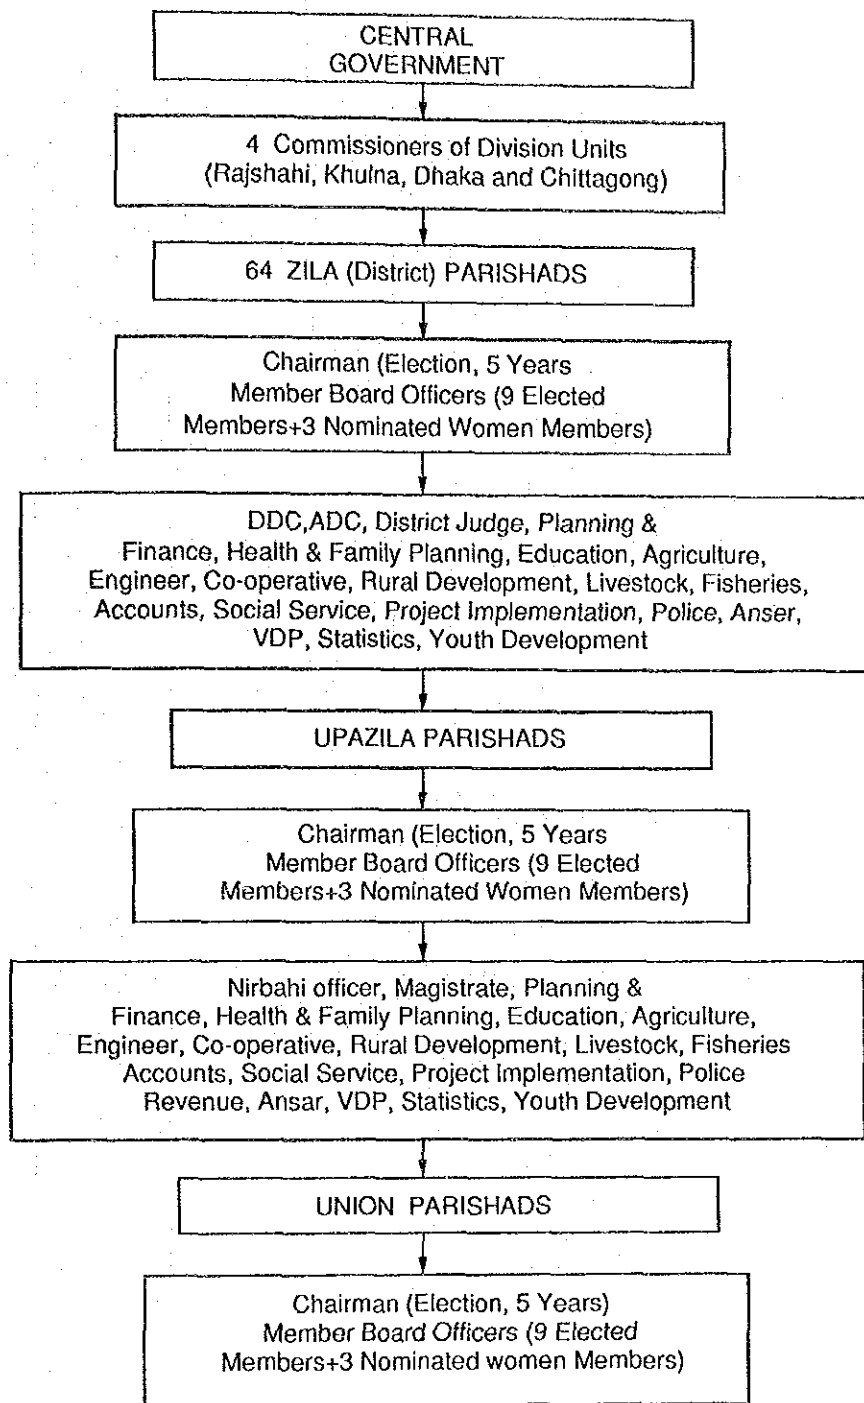 CENTRAL
GOVERNMENT
4 Commissioners of Division Units
(Rajshahi, Khulna, Dhaka and Chittagong)
64 ZILA (District) PARISHADS
Chairman (Election, 5 Years
Member Board Officers (9 Elected
Members+3 Nominated Women Members)
DDC,ADC, District Judge, Planning &
Finance, Health & Family Planning, Education, Agriculture,
Engineer, Co-operative, Rural Development, Livestock, Fisheries,
Accounts, Social Service, Project Implementation, Police, Anser,
VDP, Statistics, Youth Development
UPAZILA PARISHADS
Chairman (Election, 5 Years
Member Board Officers (9 Elected
Members+3 Nominated Women Members)
Nirbahi officer, Magistrate, Planning &
Finance, Health & Family Planning, Education, Agriculture,
Engineer, Co-operative, Rural Development, Livestock, Fisheries
Accounts, Social Service, Project Implementation, Police
Revenue, Ansar, VDP, Statistics, Youth Development
UNION PARISHADS
Chairman (Election, 5 Years)
Member Board Officers (9 Elected
Members+3 Nominated women Members)